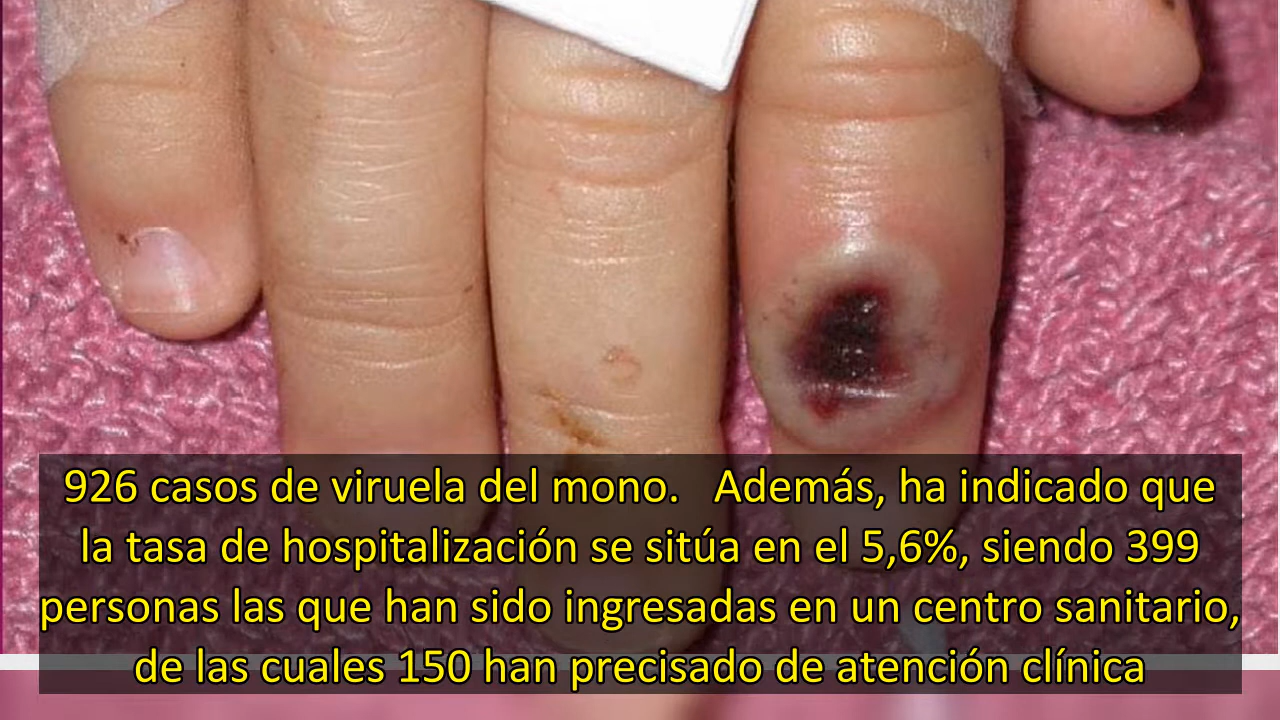 926 casos de viruela del mono.   Además, ha indicado que
la tasa de hospitalización se sitúa en el 5,6%, siendo 399
personas las que han sido ingresadas en un centro sanitario,
de las cuales 150 han precisado de atención clínica